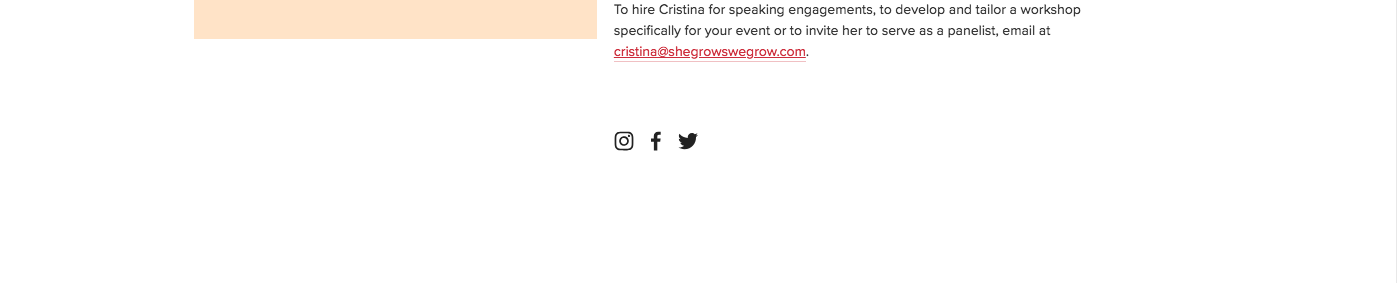 To hire Cristina for speaking engagements, to develop and tailor a workshop
specifically for your event or to invite her to serve as a panelist, email at
cristina@shegrowswegrow.com.